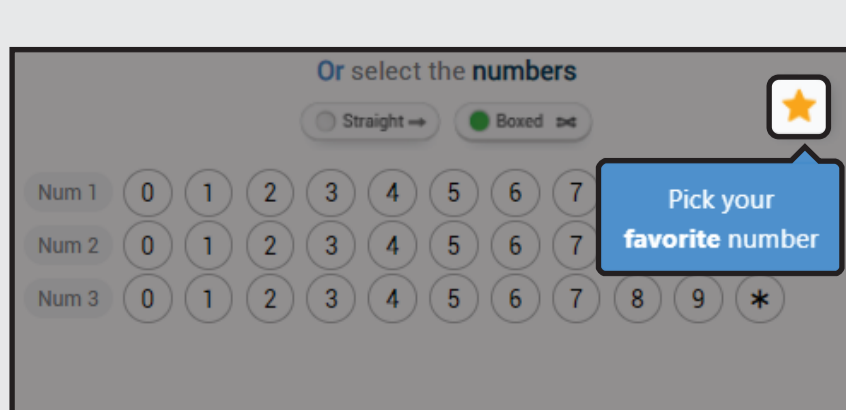 Or select the numbers
Straight → Boxed
Num 1 0 1 2 3 4 5 6 7
Pick your
favorite number
Num 2 0 1 2 3 4 5 6 7
Num 3 0 1 2 3 4 5 6 7 8 9 *